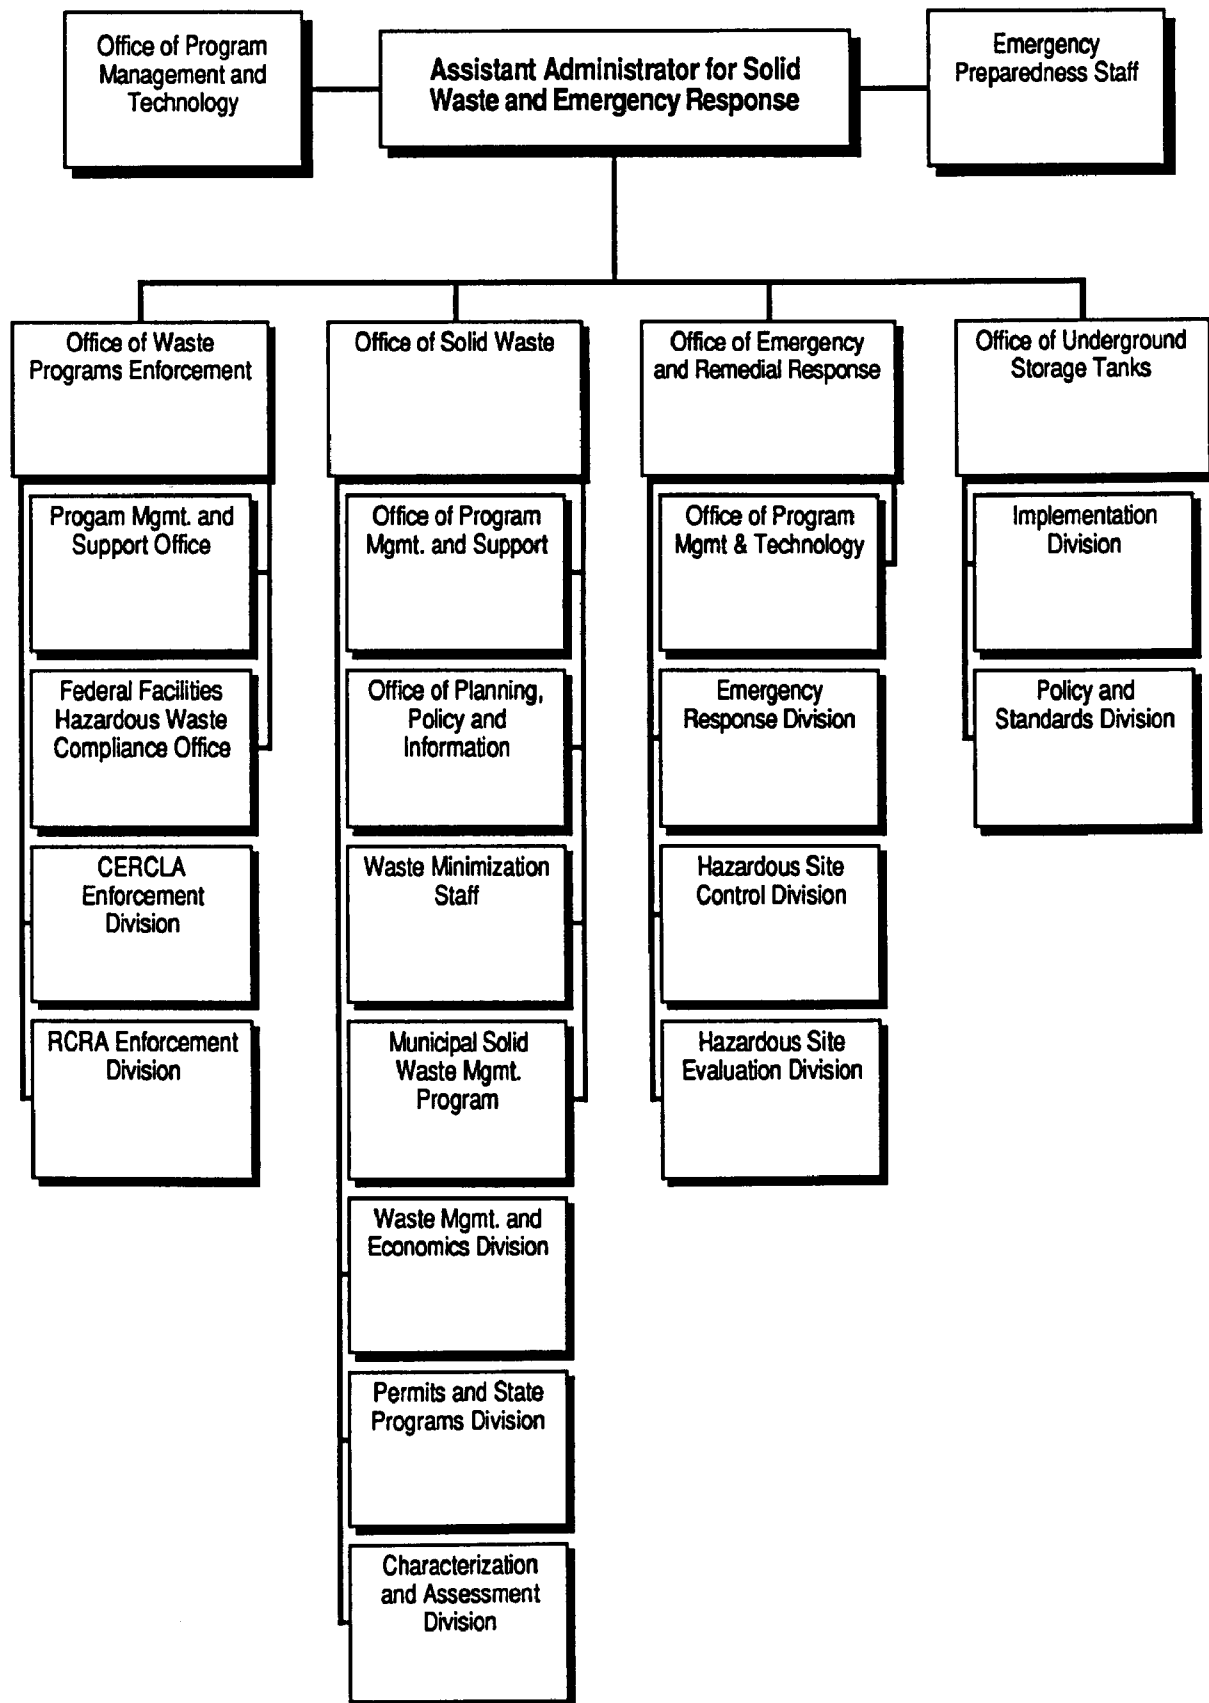 Office of Program
Management and
Technology
Assistant Administrator for Solid
Waste and Emergency Response
Emergency
Preparedness Staff
Office of Waste
Programs Enforcement
Office of Solid Waste
Office of Emergency
and Remedial Response
Office of Underground
Storage Tanks
Progam Mgmt. and
Support Office
Federal Facilities
Hazardous Waste
Compliance Office
CERCLA
Enforcement
Division
RCRA Enforcement
Division
Office of Program
Mgmt. and Support
Office of Planning,
Policy and
Information
Waste Minimization
Staff
Municipal Solid
Waste Mgmt.
Program
Waste Mgmt. and
Economics Division
Permits and State
Programs Division
Characterization
and Assessment
Division
Office of Program
Mgmt & Technology
Emergency
Response Division
Hazardous Site
Control Division
Hazardous Site
Evaluation Division
Implementation
Division
Policy and
Standards Division